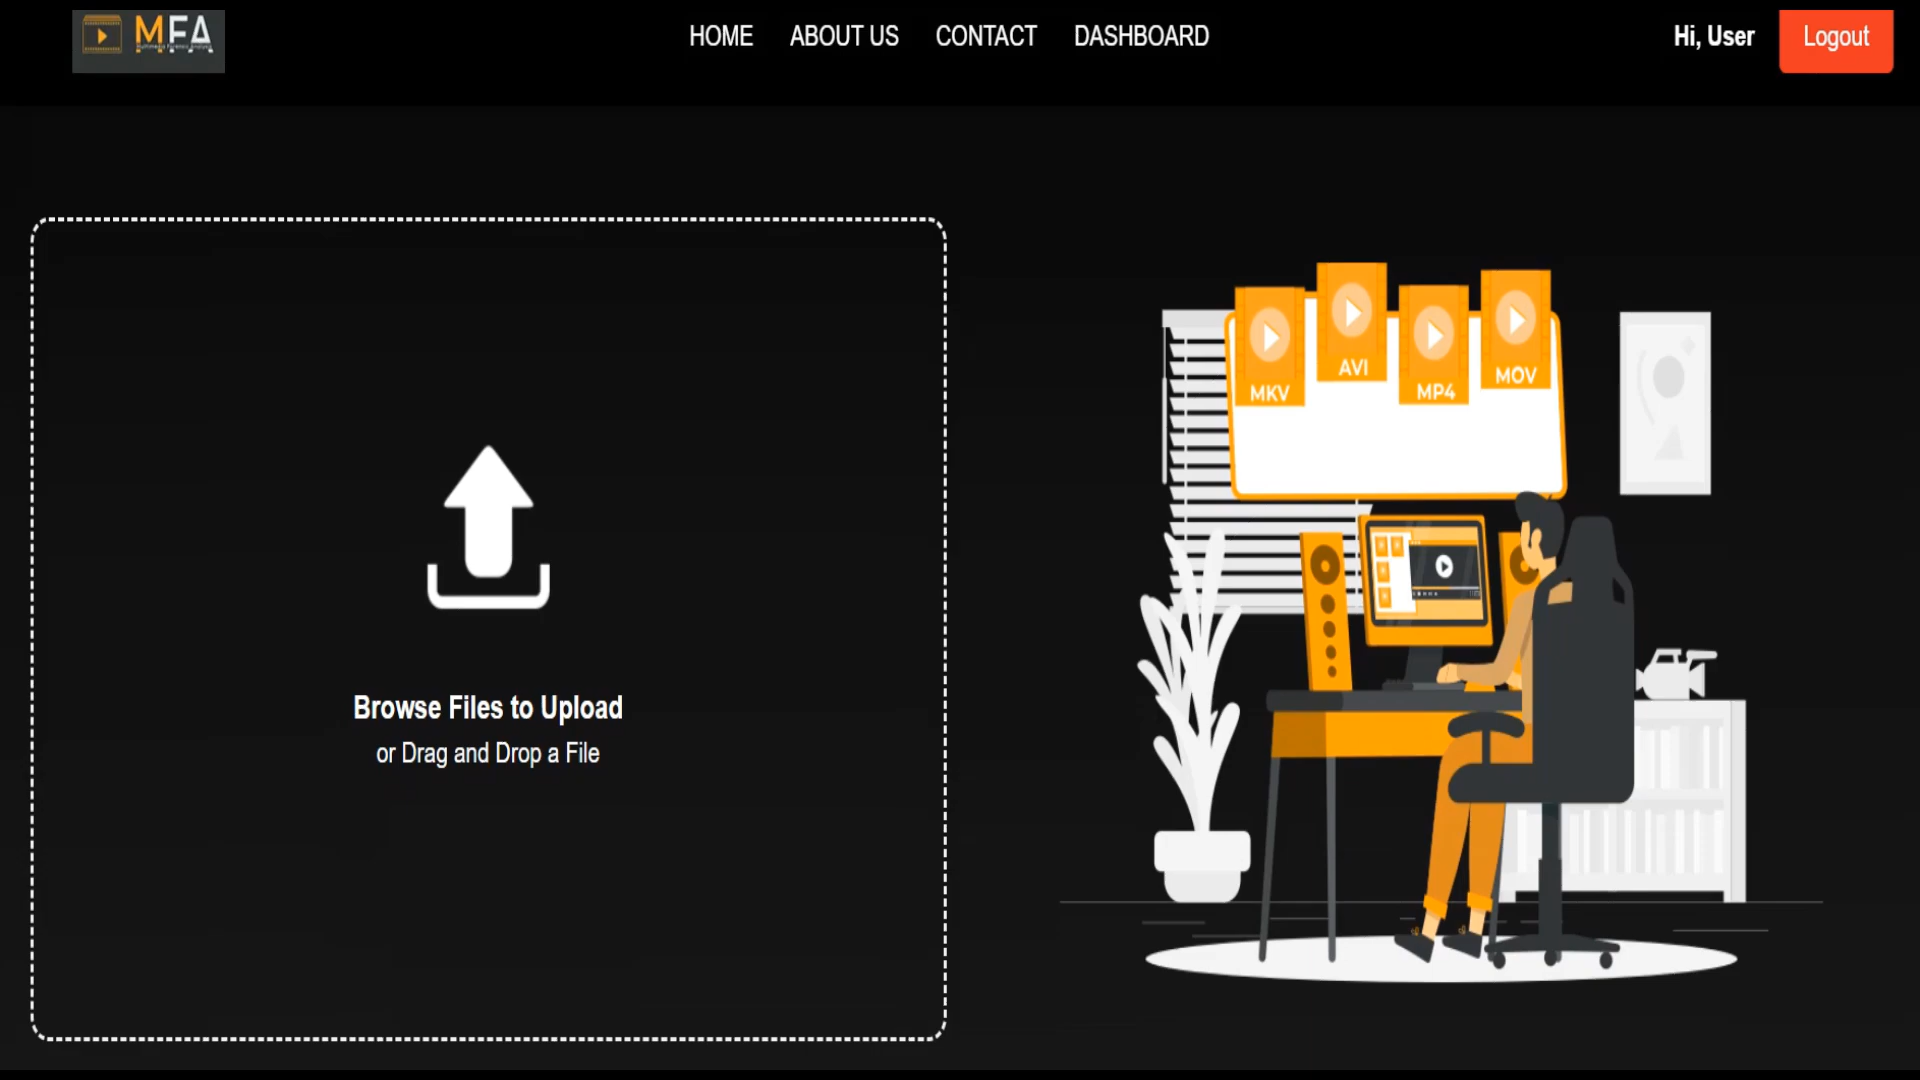 MFA
HOME
ABOUT US
CONTACT
DASHBOARD
Hi, User
Logout
MKV
AVI
MP4
MOV
Browse Files to Upload
or Drag and Drop a File